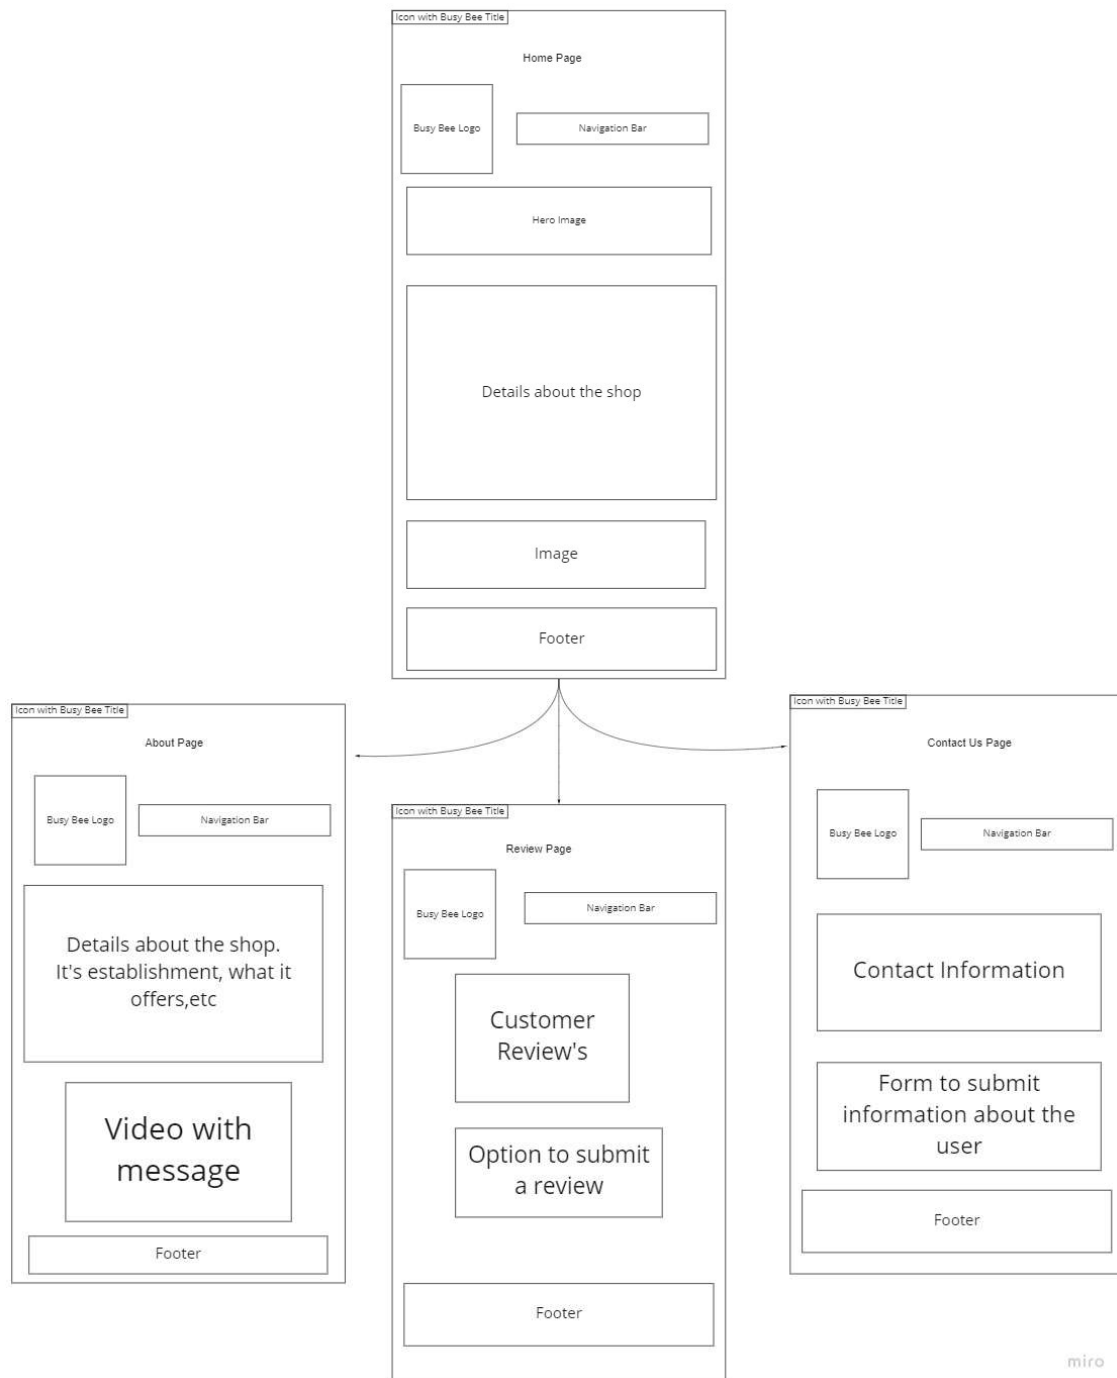 Icon with Busy Bee Title
Home Page
Busy Bee Logo
Navigation Bar
Hero Image
Details about the shop
Image
Footer
Icon with Busy Bee Title
About Page
Busy Bee Logo
Navigation Bar
Details about the shop.
It's establishment, what it
offers,etc
Video with
message
Footer
Icon with Busy Bee Title
Review Page
Busy Bee Logo
Navigation Bar
Customer
Review's
Option to submit
a review
Footer
Icon with Busy Bee Title
Contact Us Page
Busy Bee Logo
Navigation Bar
Contact Information
Form to submit
information about the
user
Footer
miro